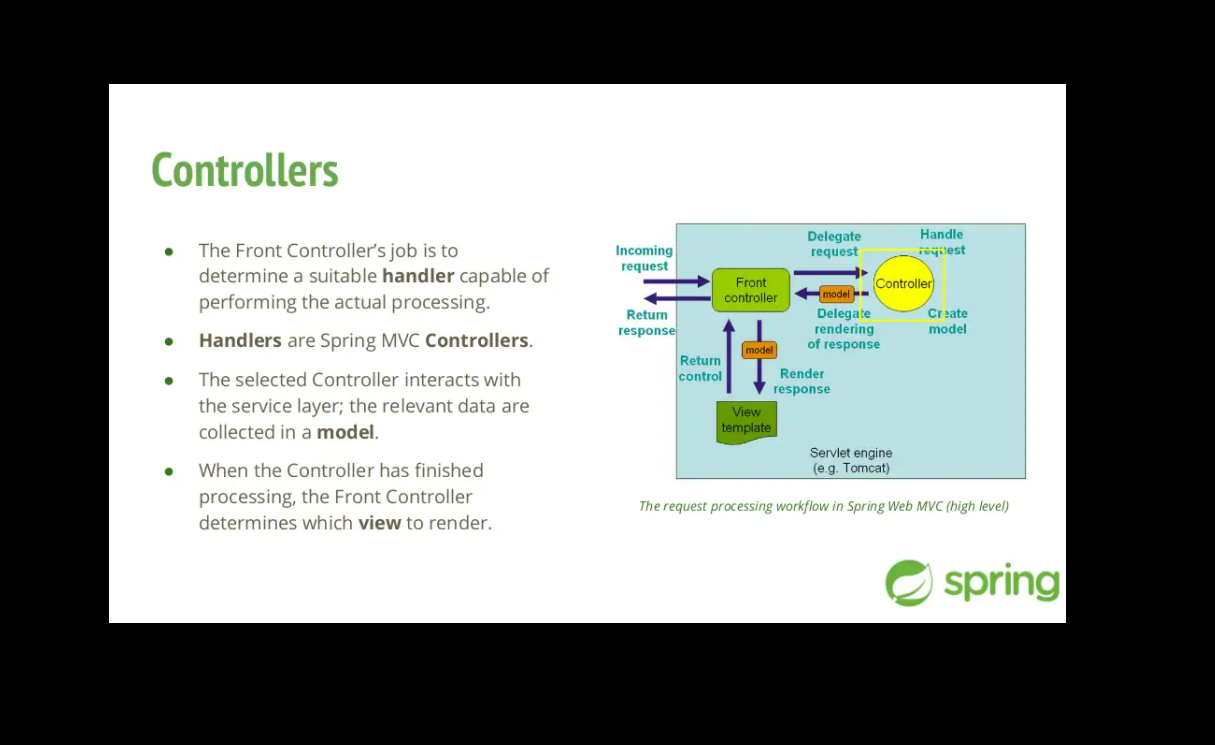 Controllers
● The Front Controller's job is to
determine a suitable handler capable of
performing the actual processing.
● Handlers are Spring MVC Controllers.
● The selected Controller interacts with
the service layer; the relevant data are
collected in a model.
● When the Controller has finished
processing, the Front Controller
determines which view to render.
Incoming
request
Return
response
Front
controller
Delegate
request
Handle
request
Controller
model
Delegate
rendering
of response
Create
model
model
Return
control
Render
response
View
template
Servlet engine
(e.g. Tomcat)
The request processing workflow in Spring Web MVC (high level)
spring